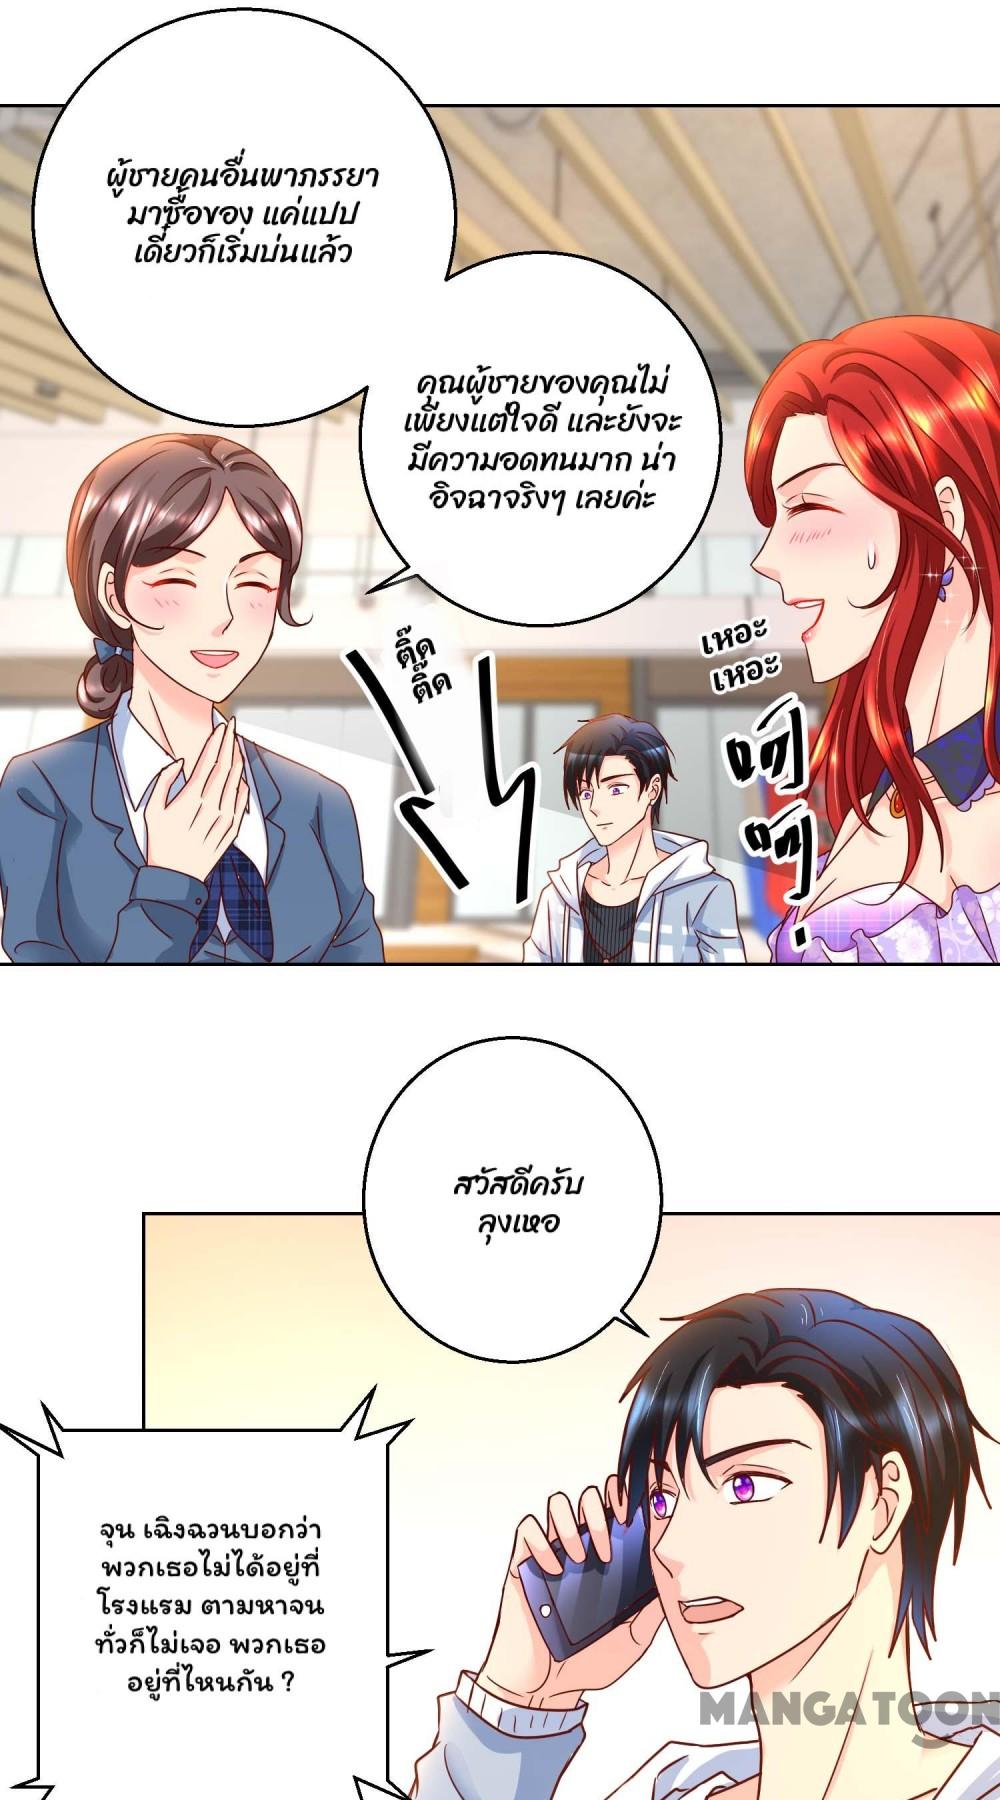 ผู้ชายคนอื่นพาภรรยา
มาซื้อของ แค่แปป
เดี๋ยวก็เริ่มบ่นแล้ว
คุณผู้ชายของคุณไม่
เพียงแต่ใจดี และยังจะ
มีความอดทนมาก น่า
อิจฉาจริงๆ เลยค่ะ
ติ๊ด
ติ๊ด
เหอะ
เหอะ
呵
呵
สวัสดีครับ
ลุงเหอ
จุน เฉิงฉวนบอกว่า
พวกเธอไม่ได้อยู่ที่
โรงแรม ตามหาจน
ทั่วก็ไม่เจอ พวกเธอ
อยู่ที่ไหนกัน ?
MANGATOON